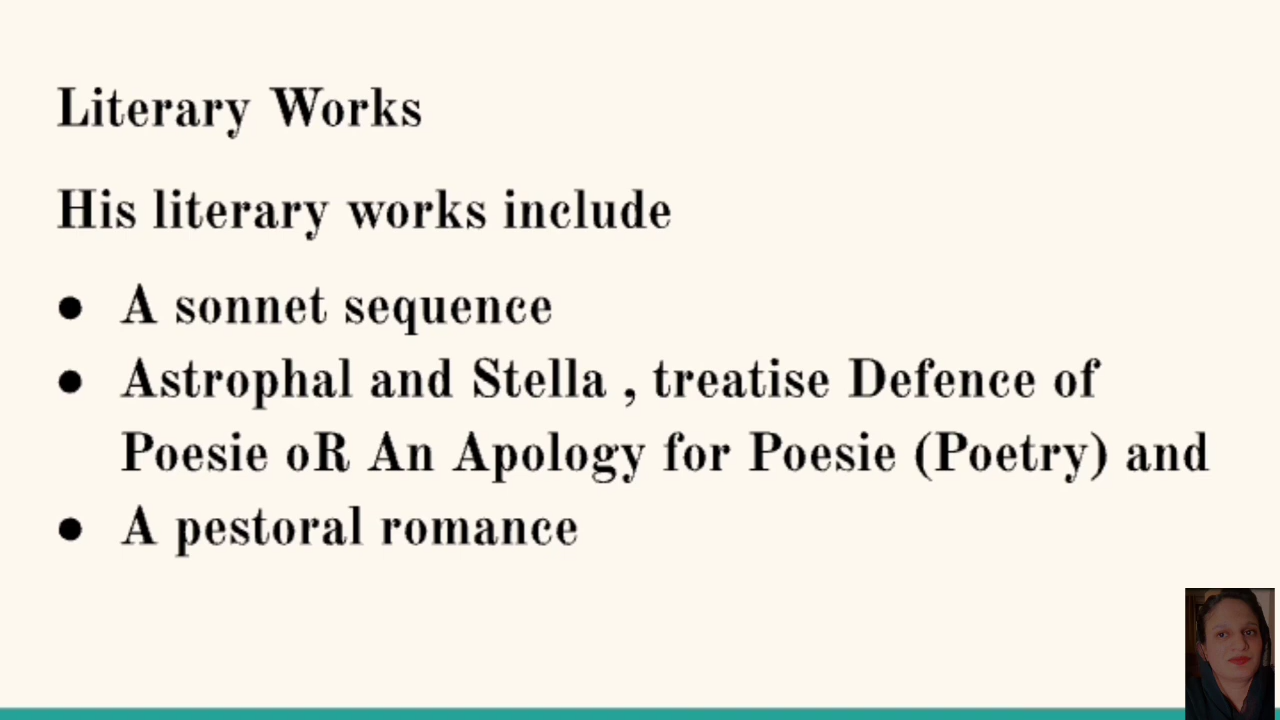 Literary Works
His literary works include
● A sonnet sequence
● Astrophal and Stella , treatise Defence of
Poesie oR An Apology for Poesie (Poetry) and
● A pestoral romance